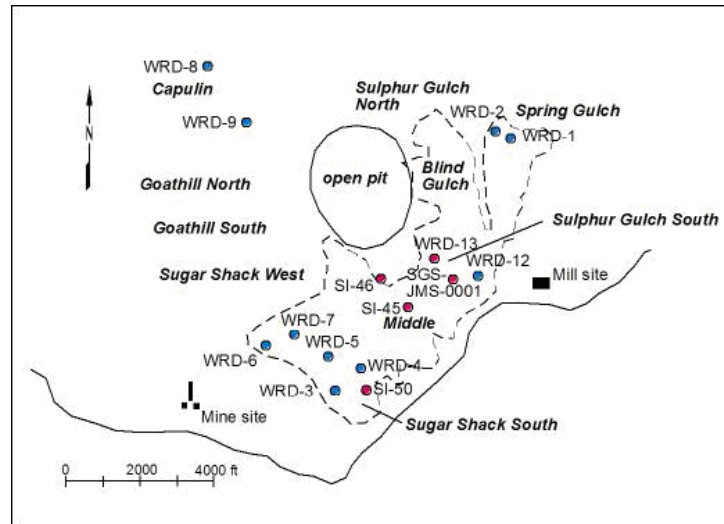 WRD-8
Capulin
WRD-9
Sulphur Gulch
North
Spring Gulch
WRD-2
WRD-1
N
open pit
Blind
Gulch
Goathill North
Goathill South
Sulphur Gulch South
WRD-13
Sugar Shack West
SI-46
SGS-
JMS-0001
WRD-12
Mill site
SI-45
Middle
WRD-7
WRD-5
WRD-6
WRD-4
WRD-3
SI-50
Mine site
Sugar Shack South
0 2000 4000 ft